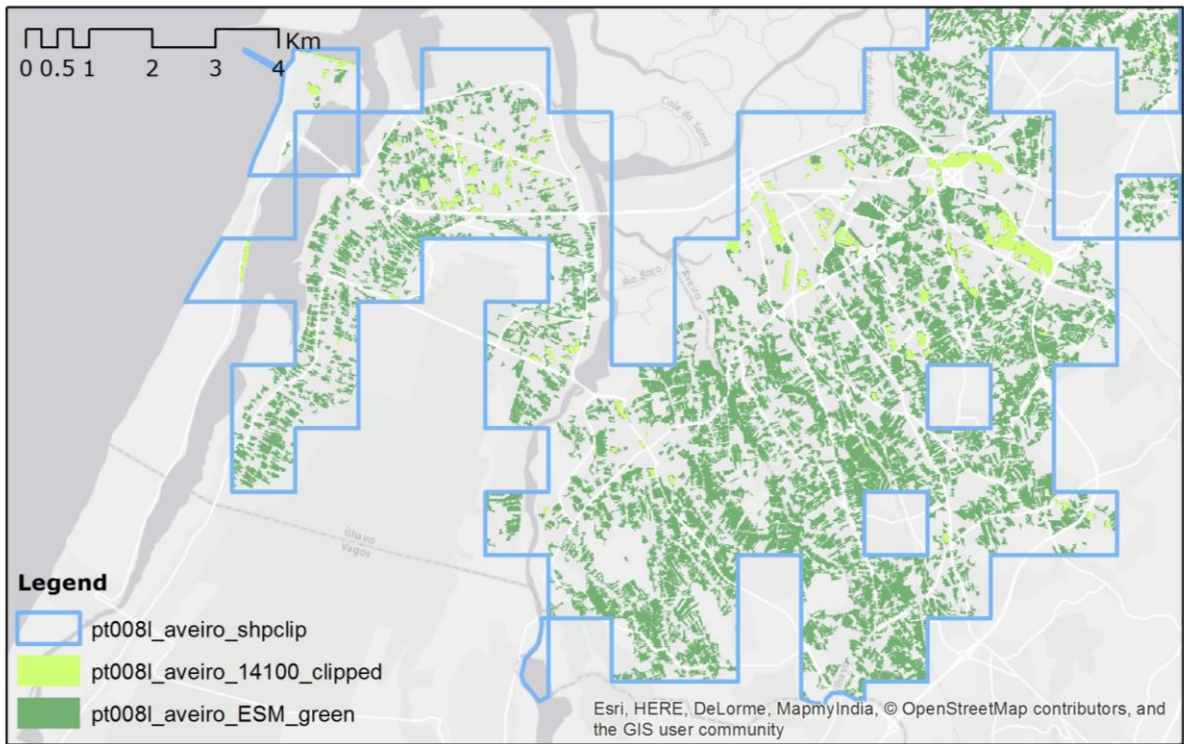 Km
0 0.5 1 2 3 4
Cale da Sama
Rio Boco
Aveiro
Ílhavo
Vagos
Ílhavo
Legend
pt008l_aveiro_shpclip
pt008l_aveiro_14100_clipped
pt008l_aveiro_ESM_green
Esri, HERE, DeLorme, MapmyIndia, © OpenStreetMap contributors, and
the GIS user community